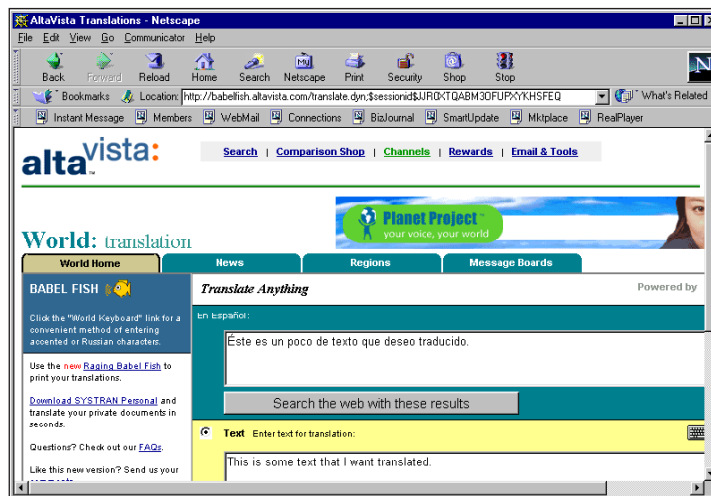 AltaVista Translations - Netscape
File Edit View Go Communicator Help
Back Forward Reload Home Search Netscape Print Security Shop Stop
Bookmarks Location: http://babelfish.altavista.com/translate.dyn;$sessionid$JJR0XTQABM3OFUPXYKHSFEQ What's Related
Instant Message Members WebMail Connections BizJournal SmartUpdate Mktplace RealPlayer
altavista:
Search | Comparison Shop | Channels | Rewards | Email & Tools
Planet Project
your voice, your world
World: translation
World Home News Regions Message Boards
BABEL FISH
Click the "World Keyboard" link for a
convenient method of entering
accented or Russian characters.
Use the new Raging Babel Fish to
print your translations.
Download SYSTRAN Personal and
translate your private documents in
seconds.
Questions? Check out our FAQs.
Like this new version? Send us your
Translate Anything Powered by
En Español:
Éste es un poco de texto que deseo traducido.
Search the web with these results
Text Enter text for translation:
This is some text that I want translated.